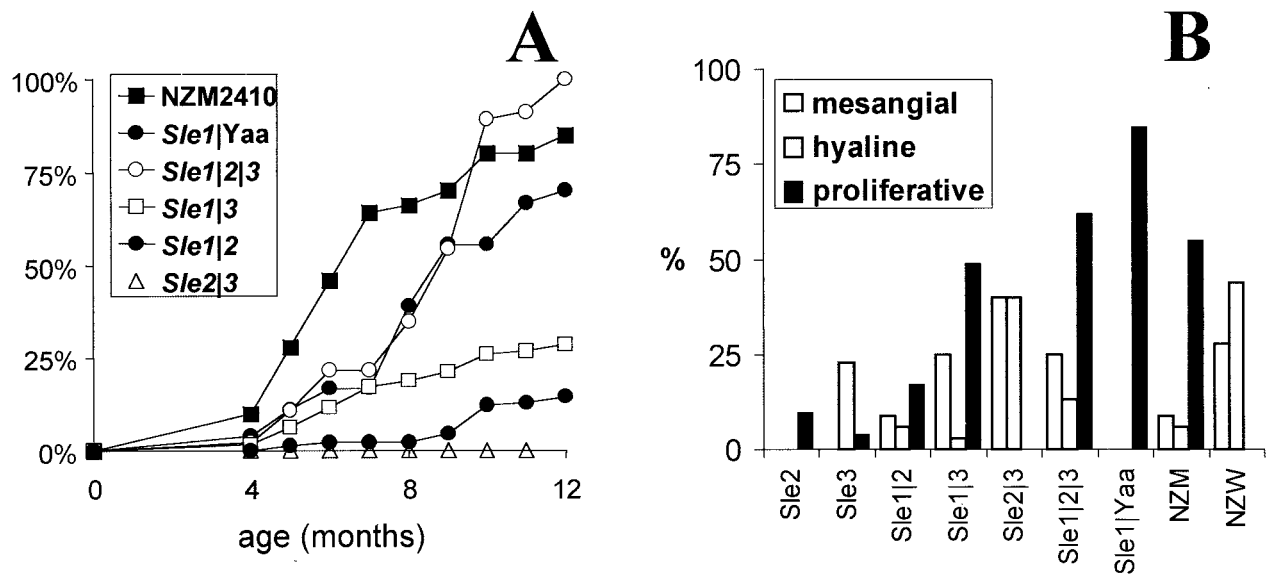 A
100%
75%
50%
25%
0%
NZM2410
Sle1|Yaa
Sle1|2|3
Sle1|3
Sle1|2
Sle2|3
0
4
8
12
age (months)
B
100
75
50
25
0
%
mesangial
hyaline
proliferative
Sle2
Sle3
Sle1|2
Sle1|3
Sle2|3
Sle1|2|3
Sle1|Yaa
NZM
NZW